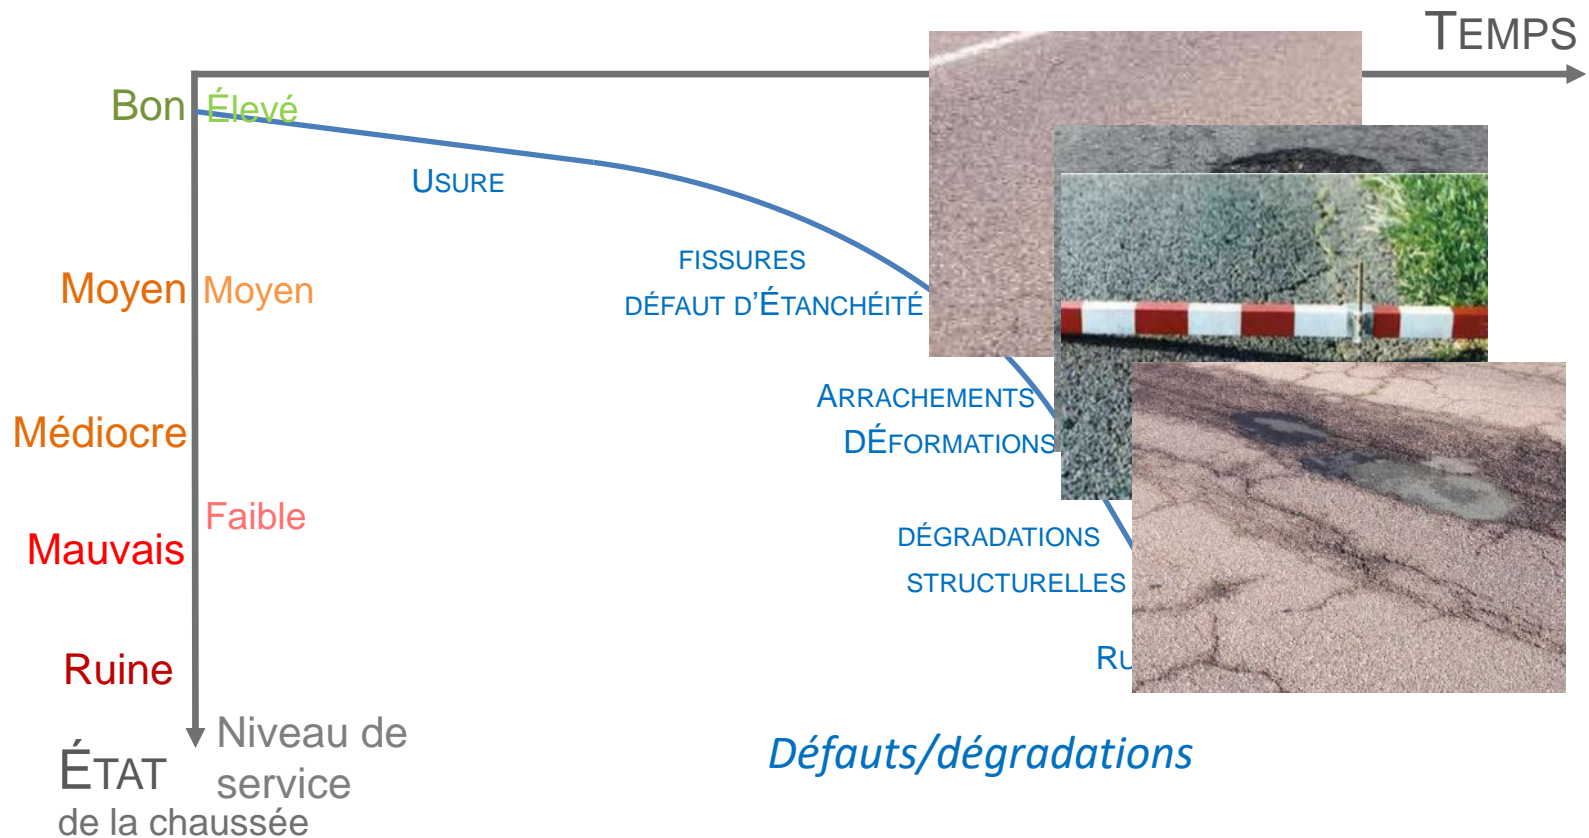 TEMPS
Bon
Élevé
USURE
FISSURES
Moyen
Moyen
DÉFAUT D'ÉTANCHÉITÉ
ARRACHEMENTS
Médiocre
DÉFORMATIONS
Faible
Mauvais
DÉGRADATIONS
STRUCTURELLES
Ruine
Niveau de
service
ÉTAT
de la chaussée
Défauts/dégradations